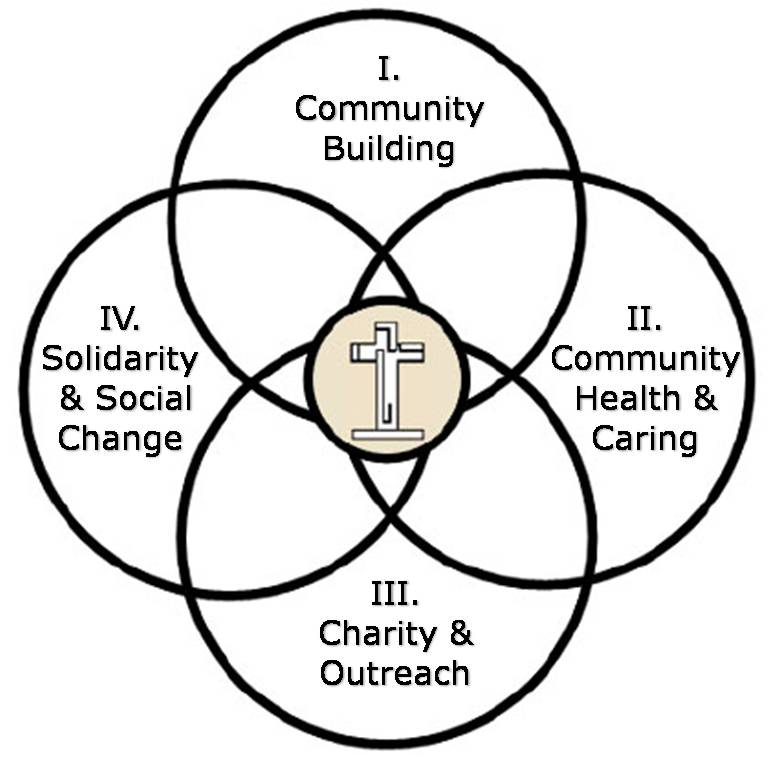 I.
Community
Building
II.
Community
Health &
Caring
III.
Charity &
Outreach
IV.
Solidarity
& Social
Change